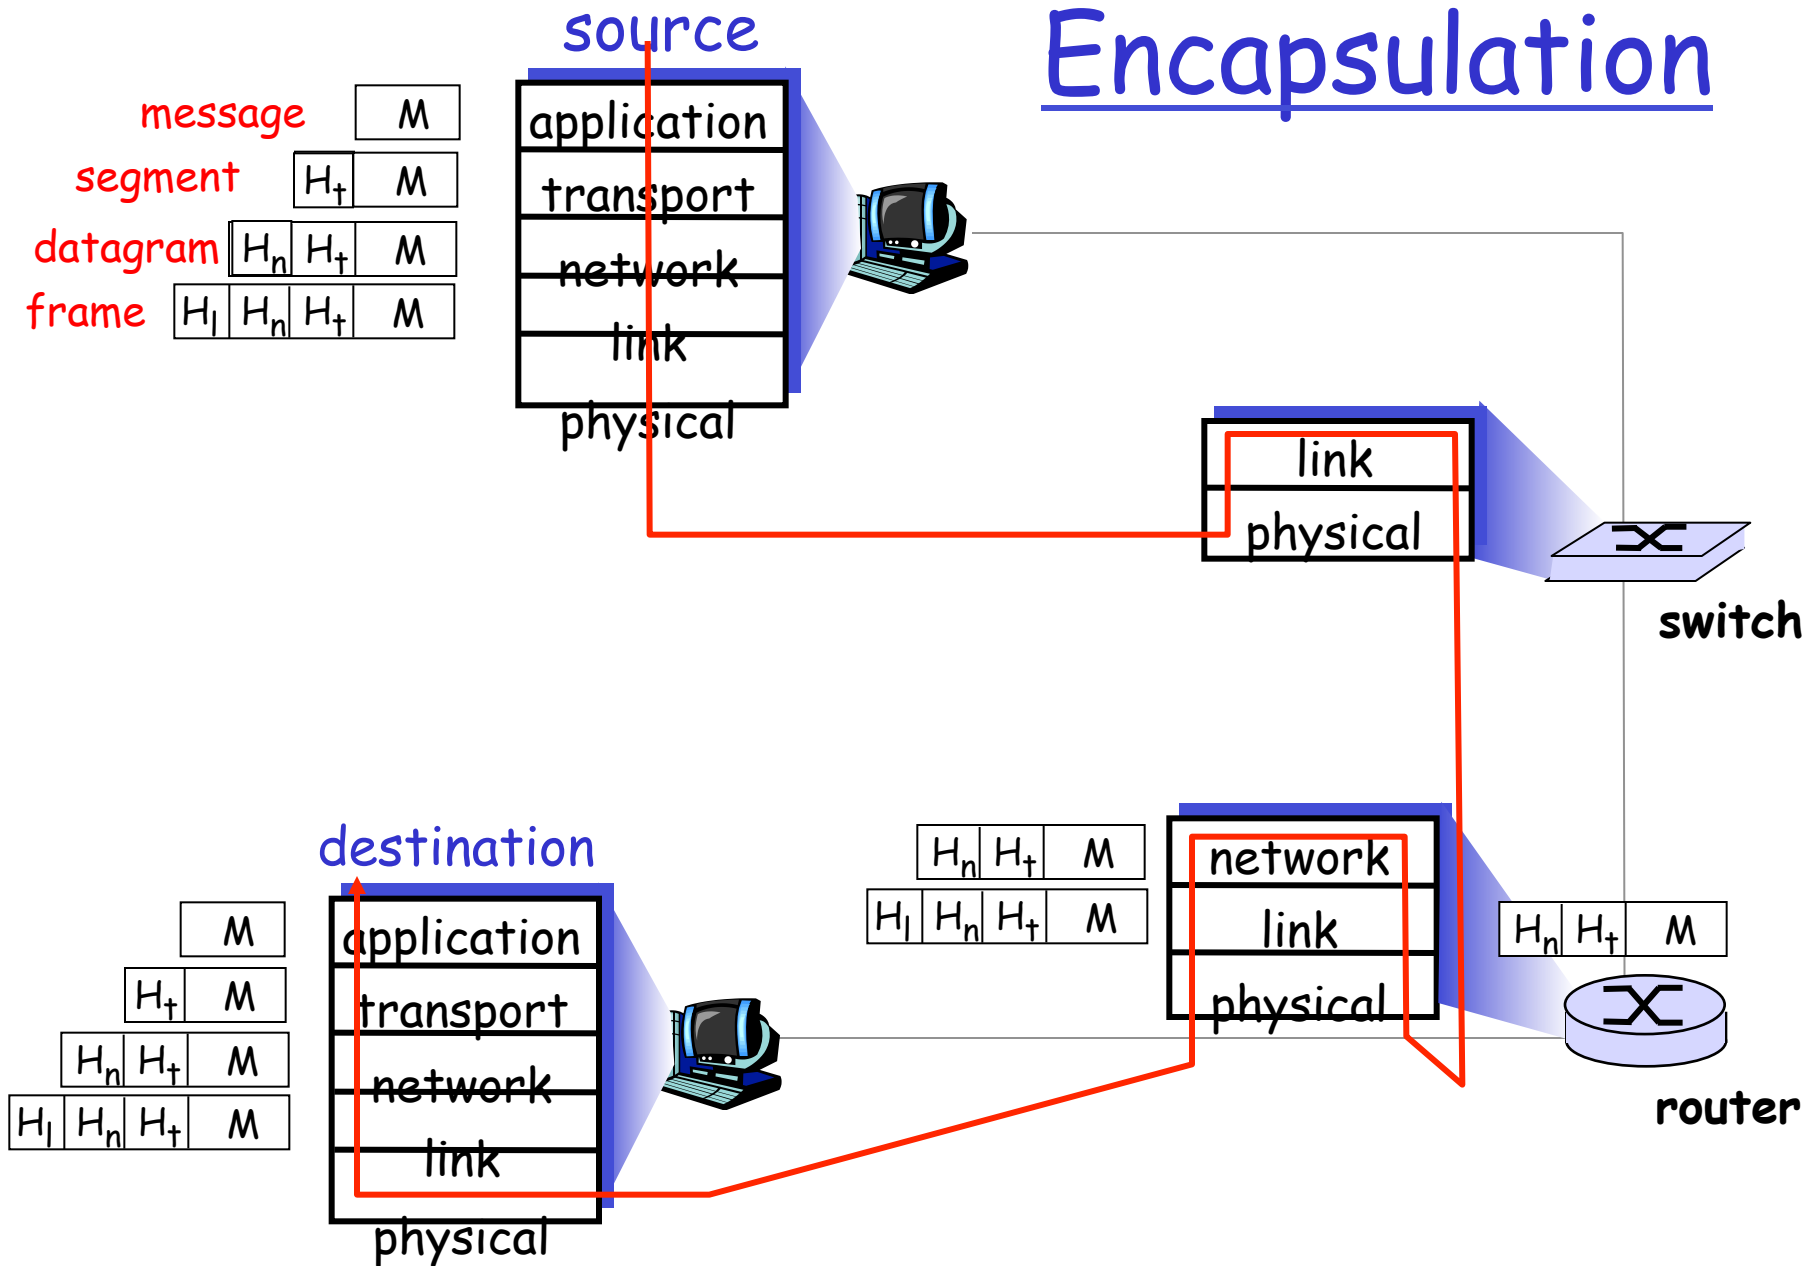 Encapsulation
source
message M
segment Ht M
datagram Hn Ht M
frame Hl Hn Ht M
application
transport
network
link
physical
link
physical
switch
destination
M
Ht M
Hn Ht M
Hl Hn Ht M
application
transport
network
link
physical
Hn Ht M
Hl Hn Ht M
network
link
physical
Hn Ht M
router